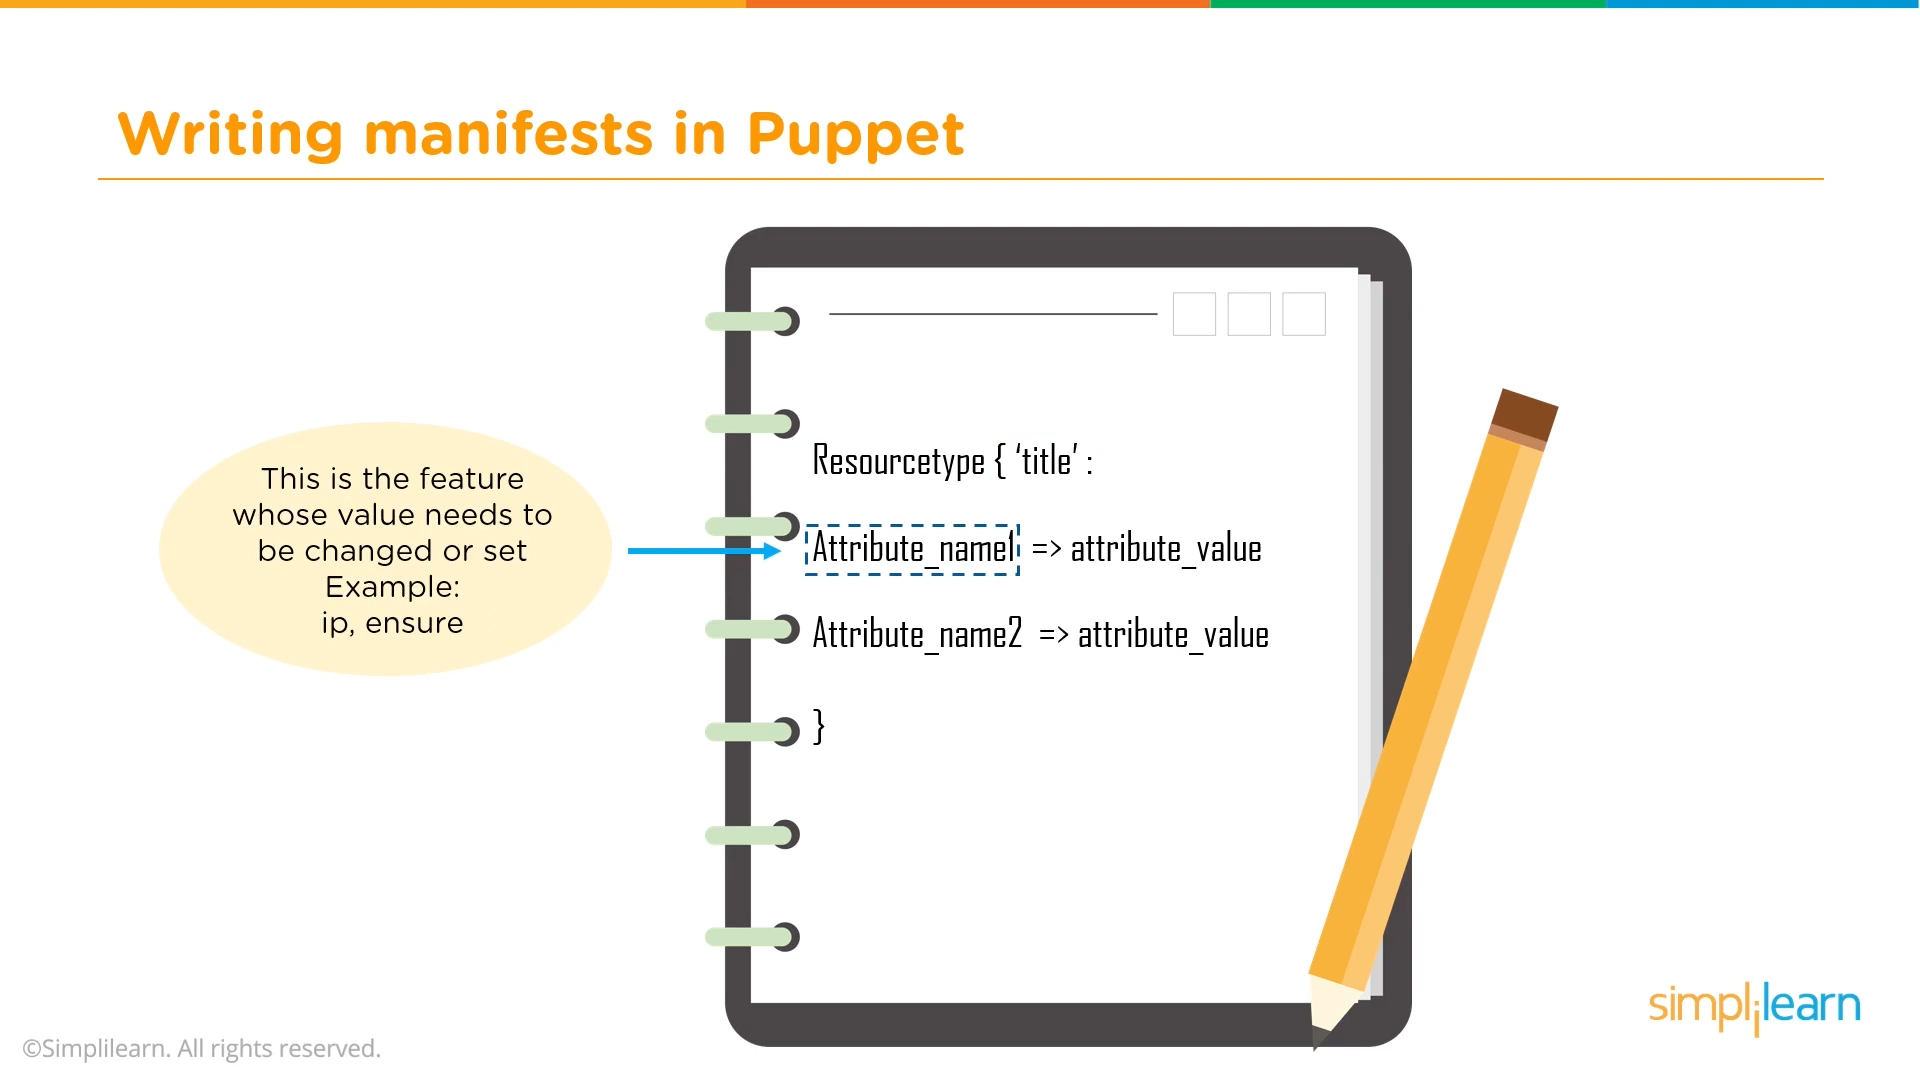 Writing manifests in Puppet
This is the feature
whose value needs to
be changed or set
Example:
ip, ensure
Resourcetype { ‘title’ :
Attribute_name1 => attribute_value
Attribute_name2 => attribute_value
}
simplilearn
©Simplilearn. All rights reserved.